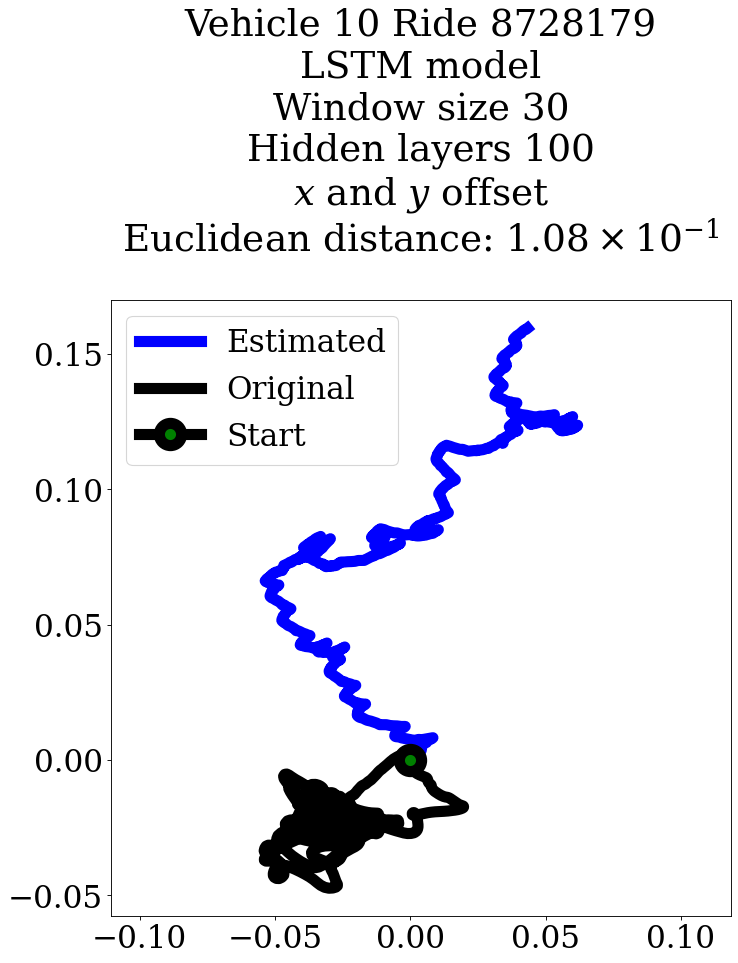 Vehicle 10 Ride 8728179
LSTM model
Window size 30
Hidden layers 100
x and y offset
Euclidean distance: 1.08 × 10⁻¹
Estimated
Original
Start
0.15
0.10
0.05
0.00
−0.05
−0.10 −0.05 0.00 0.05 0.10